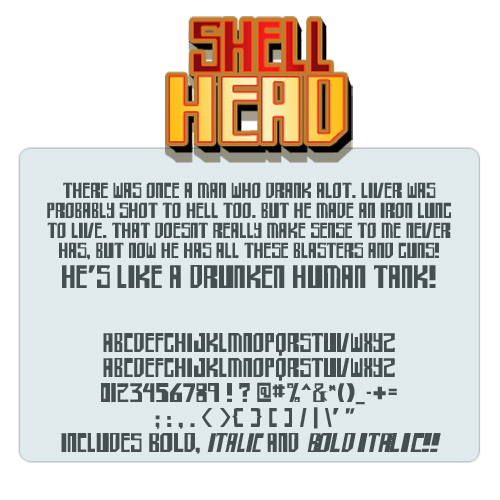 SHELL
HEAD
THERE WAS ONCE A MAN WHO DRANK ALOT. LIVER WAS
PROBABLY SHOT TO HELL TOO. BUT HE MADE AN IRON LUNG
TO LIVE. THAT DOESNT REALLY MAKE SENSE TO ME NEVER
HAS, BUT NOW HE HAS ALL THESE BLASTERS AND GUNS!
HE'S LIKE A DRUNKEN HUMAN TANK!
ABCDEFGHIJKLMNOPQRSTUVWXYZ
ABCDEFGHIJKLMNOPQRSTUVWXYZ
0123456789 ! ? @#%^&*()_-+=
; : , . < >{ } [ ] / | \' "
INCLUDES BOLD, ITALIC AND BOLD ITALIC!!